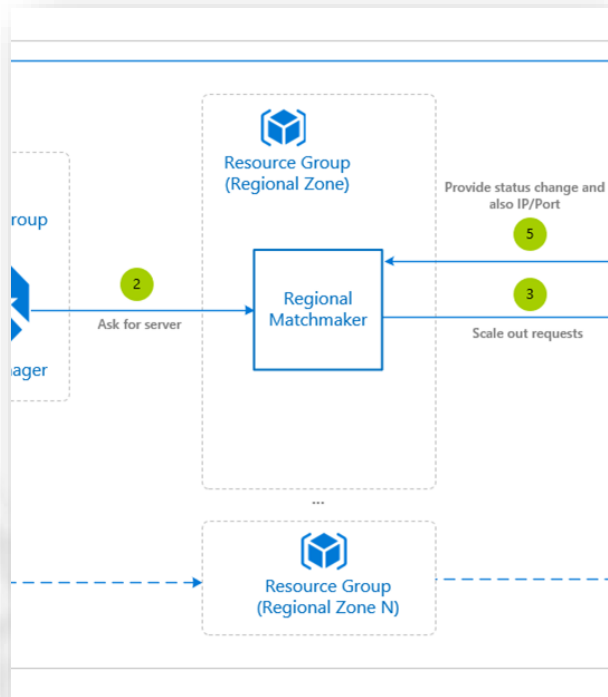 Resource Group
(Regional Zone)
Provide status change and
also IP/Port
roup
5
2
Regional
Matchmaker
3
Ask for server
Scale out requests
ager
...
Resource Group
(Regional Zone N)